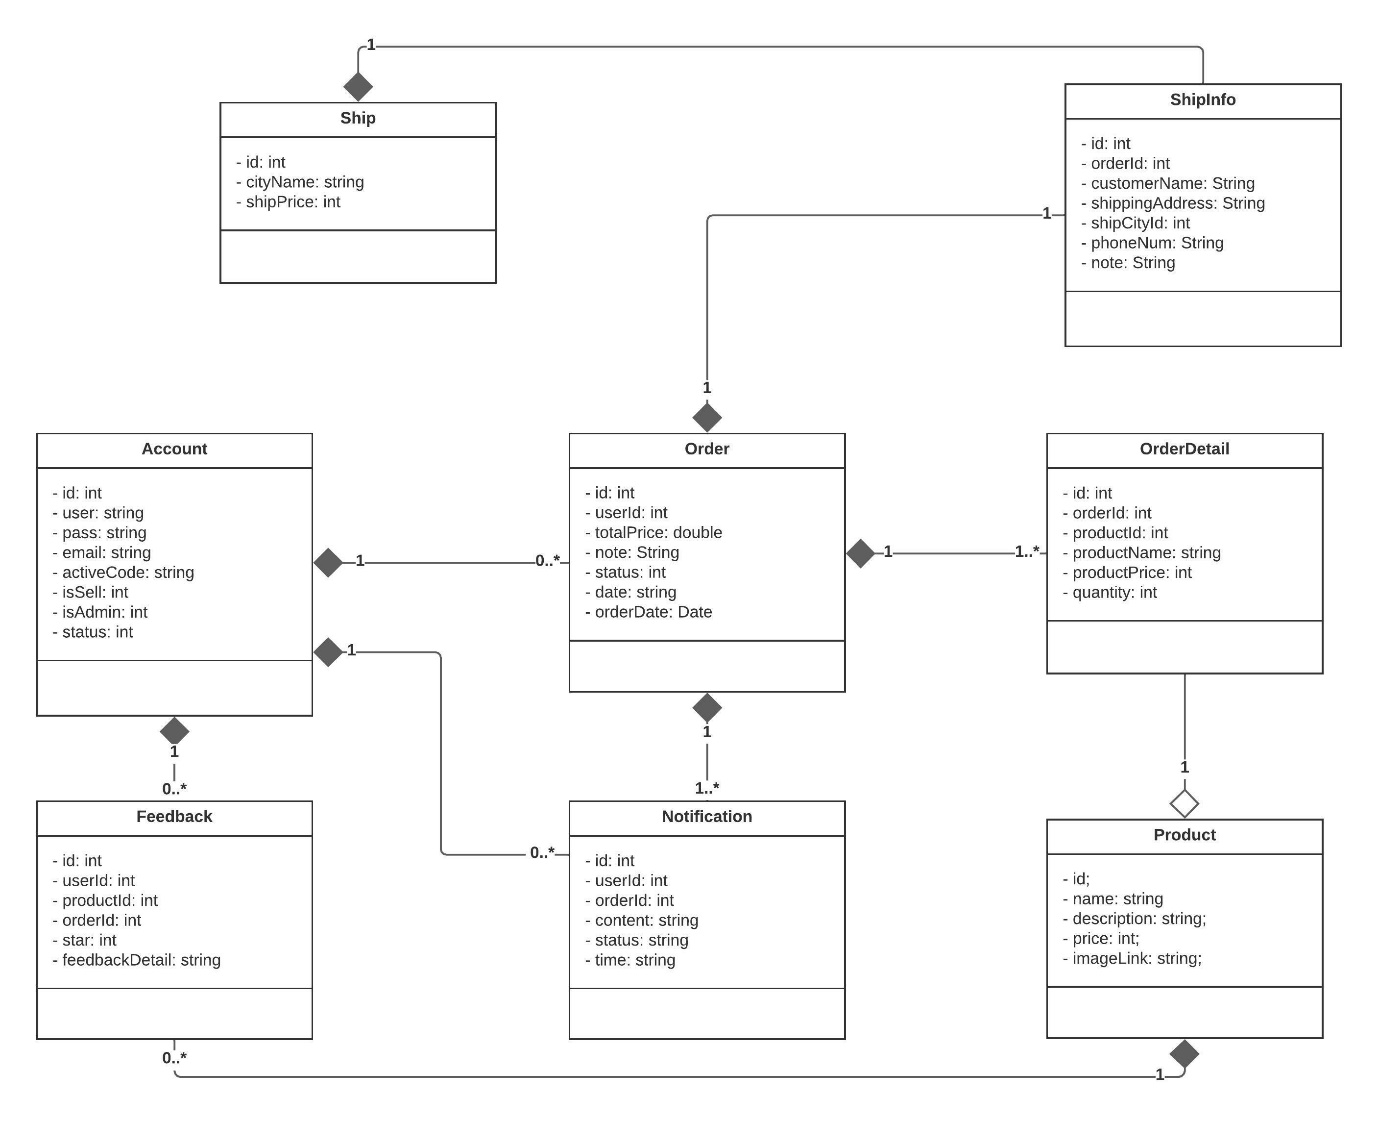 1
Ship
- id: int
- cityName: string
- shipPrice: int
ShipInfo
- id: int
- orderId: int
- customerName: String
- shippingAddress: String
- shipCityId: int
- phoneNum: String
- note: String
1
1
Account
- id: int
- user: string
- pass: string
- email: string
- activeCode: string
- isSell: int
- isAdmin: int
- status: int
1
0..*
Order
- id: int
- userId: int
- totalPrice: double
- note: String
- status: int
- date: string
- orderDate: Date
1
1..*
OrderDetail
- id: int
- orderId: int
- productId: int
- productName: string
- productPrice: int
- quantity: int
1
1
0..*
1
1..*
1
Feedback
- id: int
- userId: int
- productId: int
- orderId: int
- star: int
- feedbackDetail: string
0..*
Notification
- id: int
- userId: int
- orderId: int
- content: string
- status: string
- time: string
Product
- id;
- name: string
- description: string;
- price: int;
- imageLink: string;
0..*
1